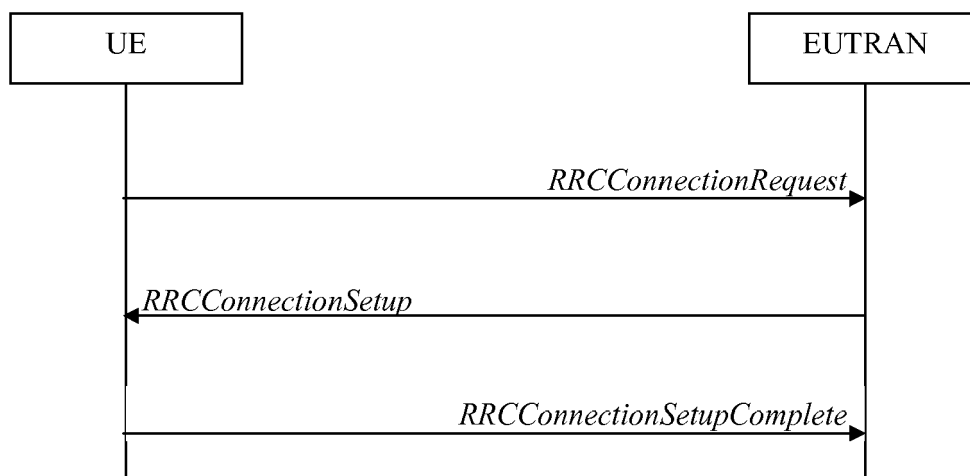 UE
EUTRAN
RRCConnectionRequest
RRCConnectionSetup
RRCConnectionSetupComplete